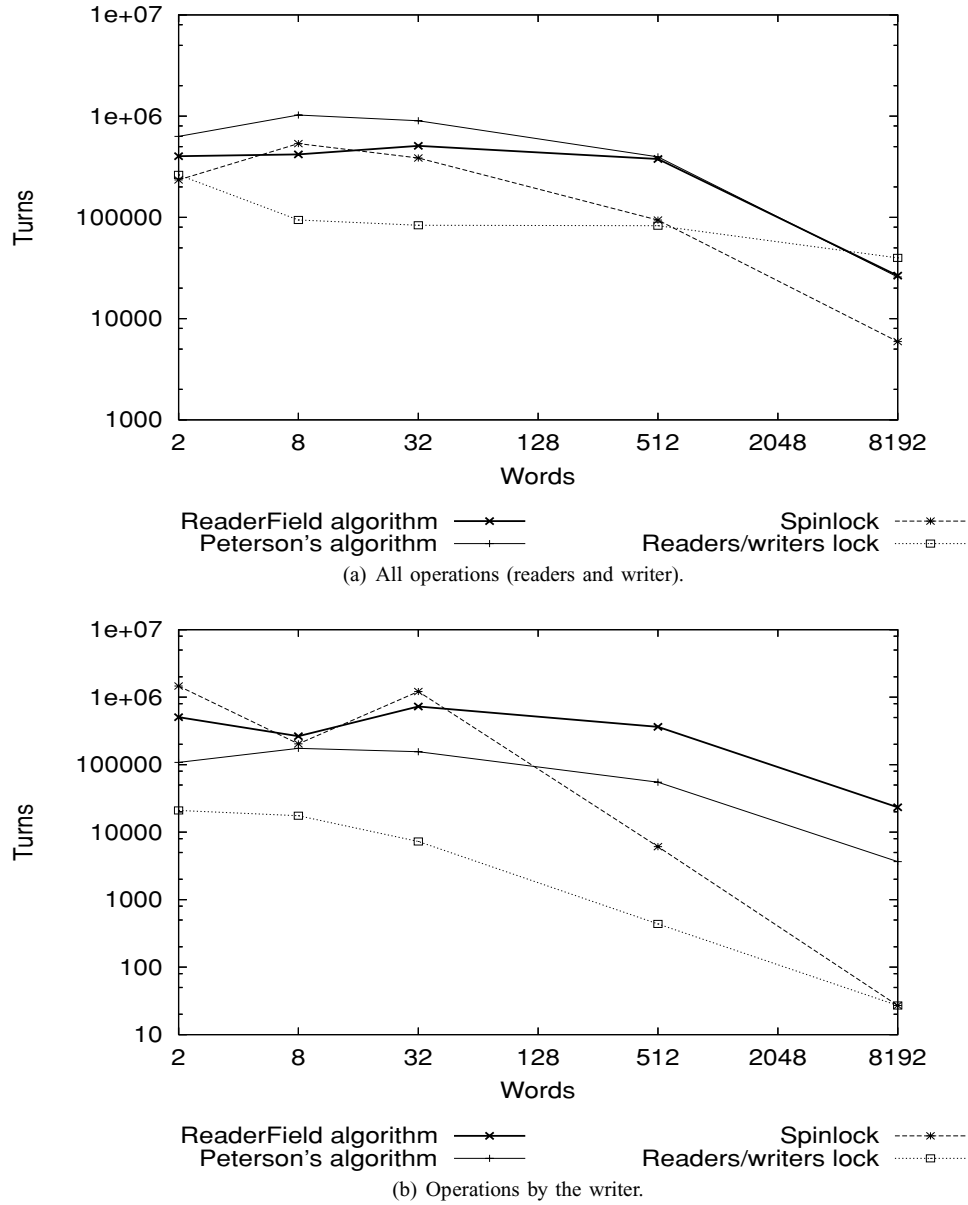 1e+07
1e+06
100000
10000
1000
Turns
2 8 32 128 512 2048 8192
Words
ReaderField algorithm Spinlock
Peterson's algorithm Readers/writers lock
(a) All operations (readers and writer).
1e+07
1e+06
100000
10000
1000
100
10
Turns
2 8 32 128 512 2048 8192
Words
ReaderField algorithm Spinlock
Peterson's algorithm Readers/writers lock
(b) Operations by the writer.